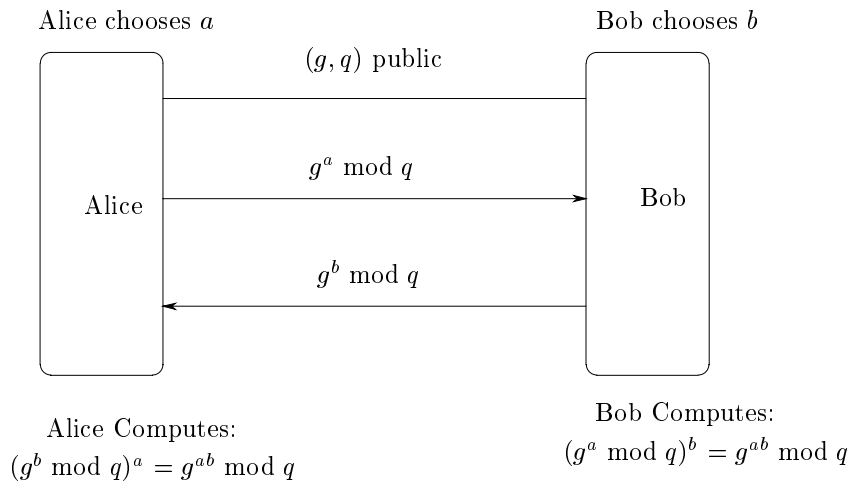 Alice chooses a
Bob chooses b
(g, q) public
g^a mod q
Alice
Bob
g^b mod q
Alice Computes:
(g^b mod q)^a = g^{ab} mod q
Bob Computes:
(g^a mod q)^b = g^{ab} mod q